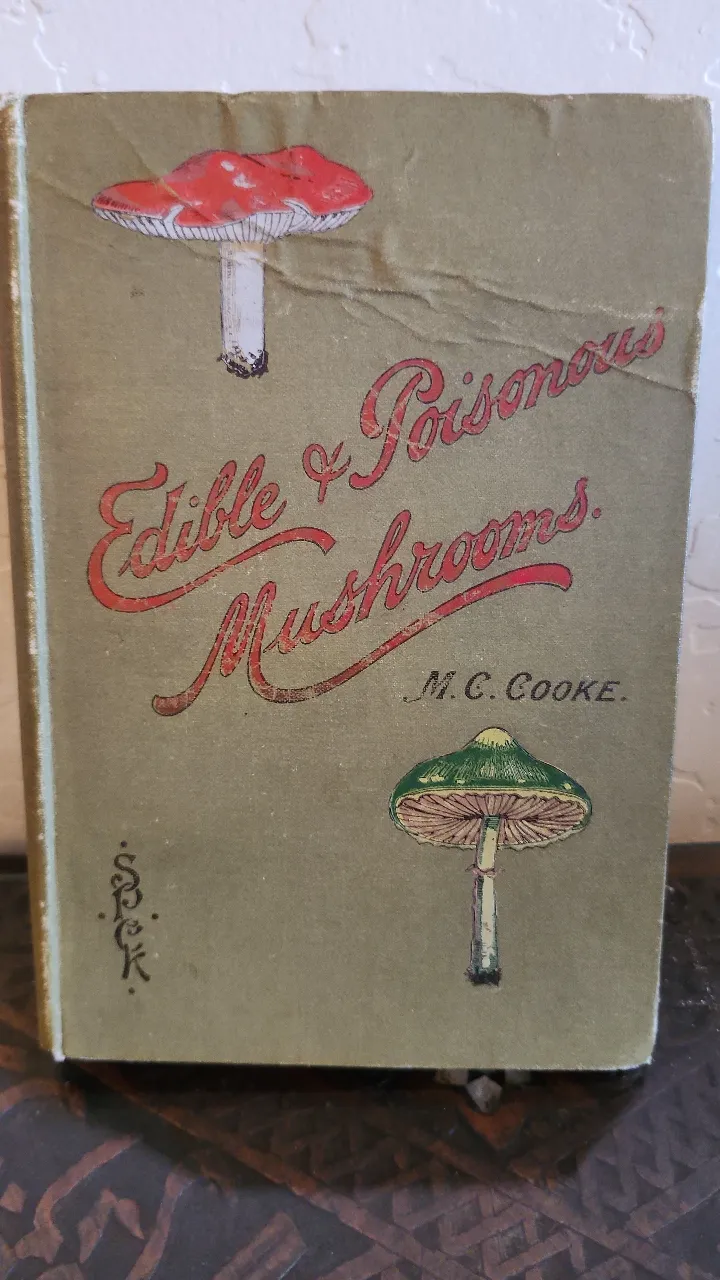 Edible & Poisonous
Mushrooms.
M. C. COOKE.
S.P.C.K.